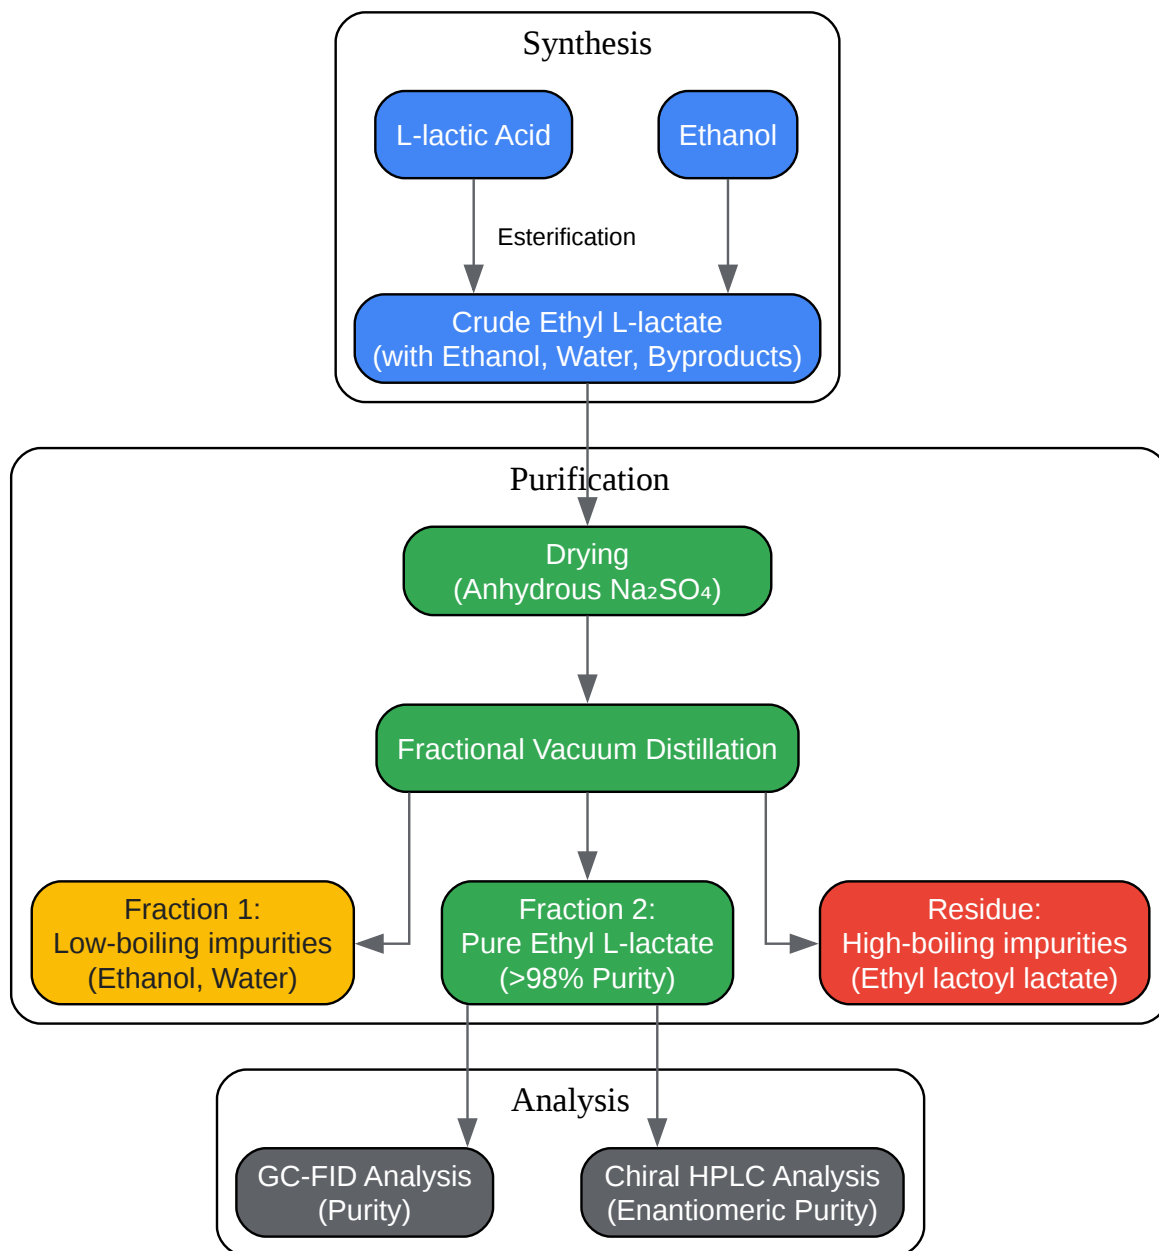 Synthesis
L-lactic Acid
Ethanol
Esterification
Crude Ethyl L-lactate
(with Ethanol, Water, Byproducts)
Purification
Drying
(Anhydrous Na₂SO₄)
Fractional Vacuum Distillation
Fraction 1:
Low-boiling impurities
(Ethanol, Water)
Fraction 2:
Pure Ethyl L-lactate
(>98% Purity)
Residue:
High-boiling impurities
(Ethyl lactoyl lactate)
Analysis
GC-FID Analysis
(Purity)
Chiral HPLC Analysis
(Enantiomeric Purity)